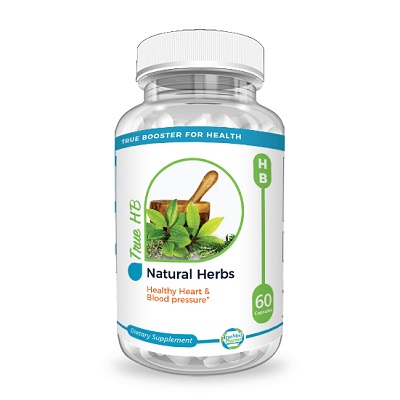 TRUE BOOSTER FOR HEALTH
True HB
H
B
Natural Herbs
Healthy Heart &
Blood pressure*
60
Capsules
Dietary Supplement